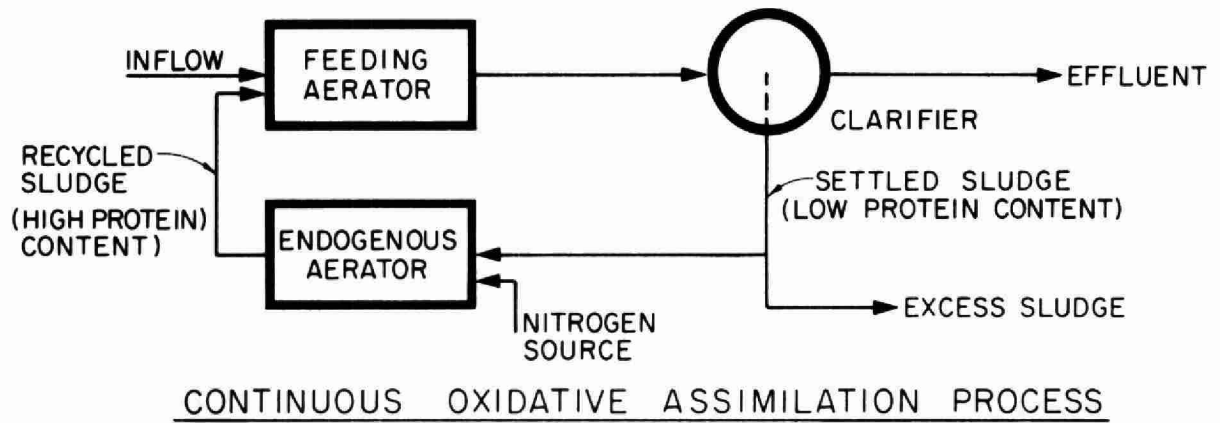 INFLOW
FEEDING
AERATOR
EFFLUENT
CLARIFIER
RECYCLED
SLUDGE
(HIGH PROTEIN)
CONTENT)
SETTLED SLUDGE
(LOW PROTEIN CONTENT)
ENDOGENOUS
AERATOR
NITROGEN
SOURCE
EXCESS SLUDGE
CONTINUOUS OXIDATIVE ASSIMILATION PROCESS